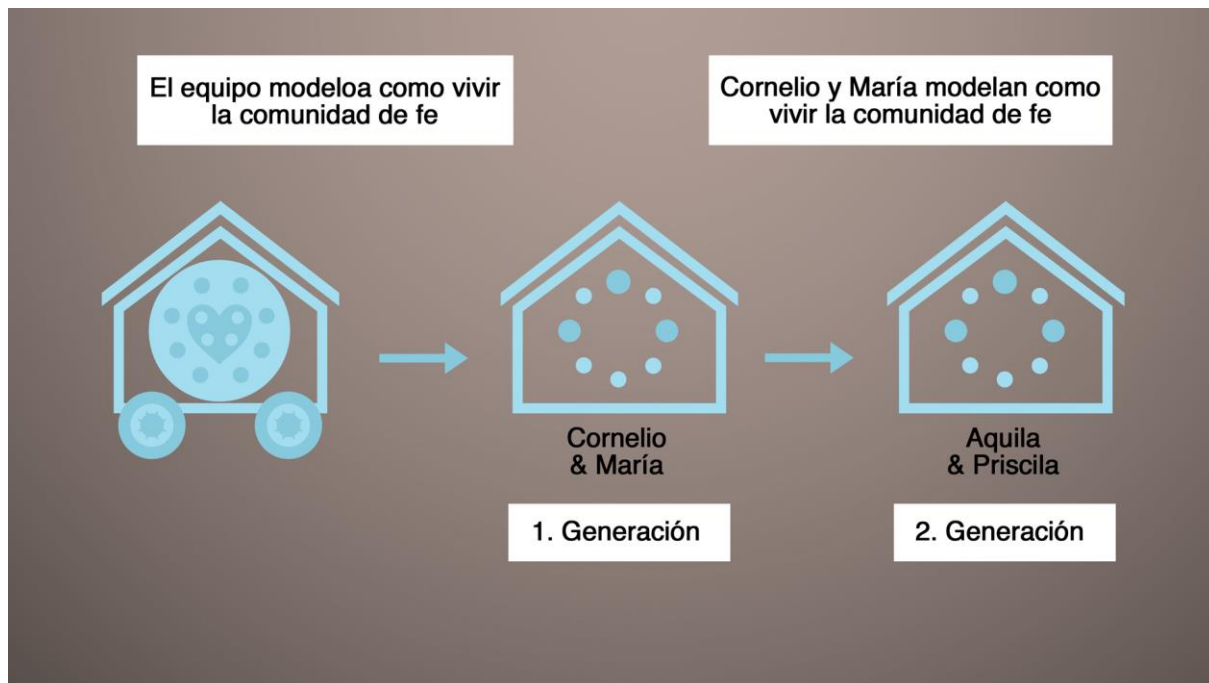 El equipo modeloa como vivir
la comunidad de fe
Cornelio y María modelan como
vivir la comunidad de fe
Cornelio
& María
Aquila
& Priscila
1. Generación
2. Generación